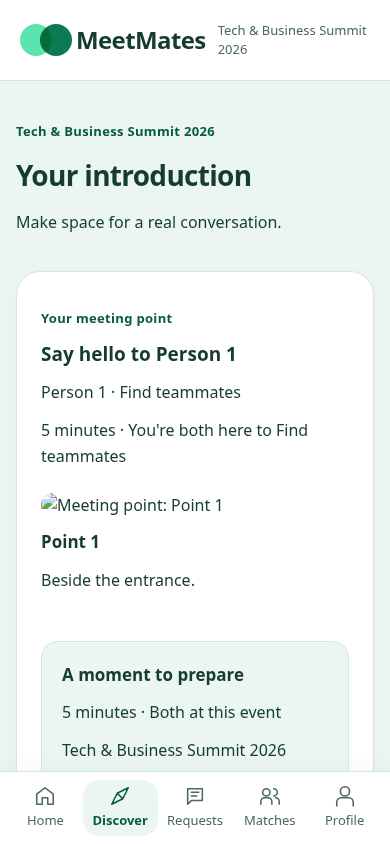 MeetMates
Tech & Business Summit
2026
Tech & Business Summit 2026
Your introduction
Make space for a real conversation.
Your meeting point
Say hello to Person 1
Person 1 · Find teammates
5 minutes · You're both here to Find
teammates
Meeting point: Point 1
Point 1
Beside the entrance.
A moment to prepare
5 minutes · Both at this event
Tech & Business Summit 2026
Home
Discover
Requests
Matches
Profile